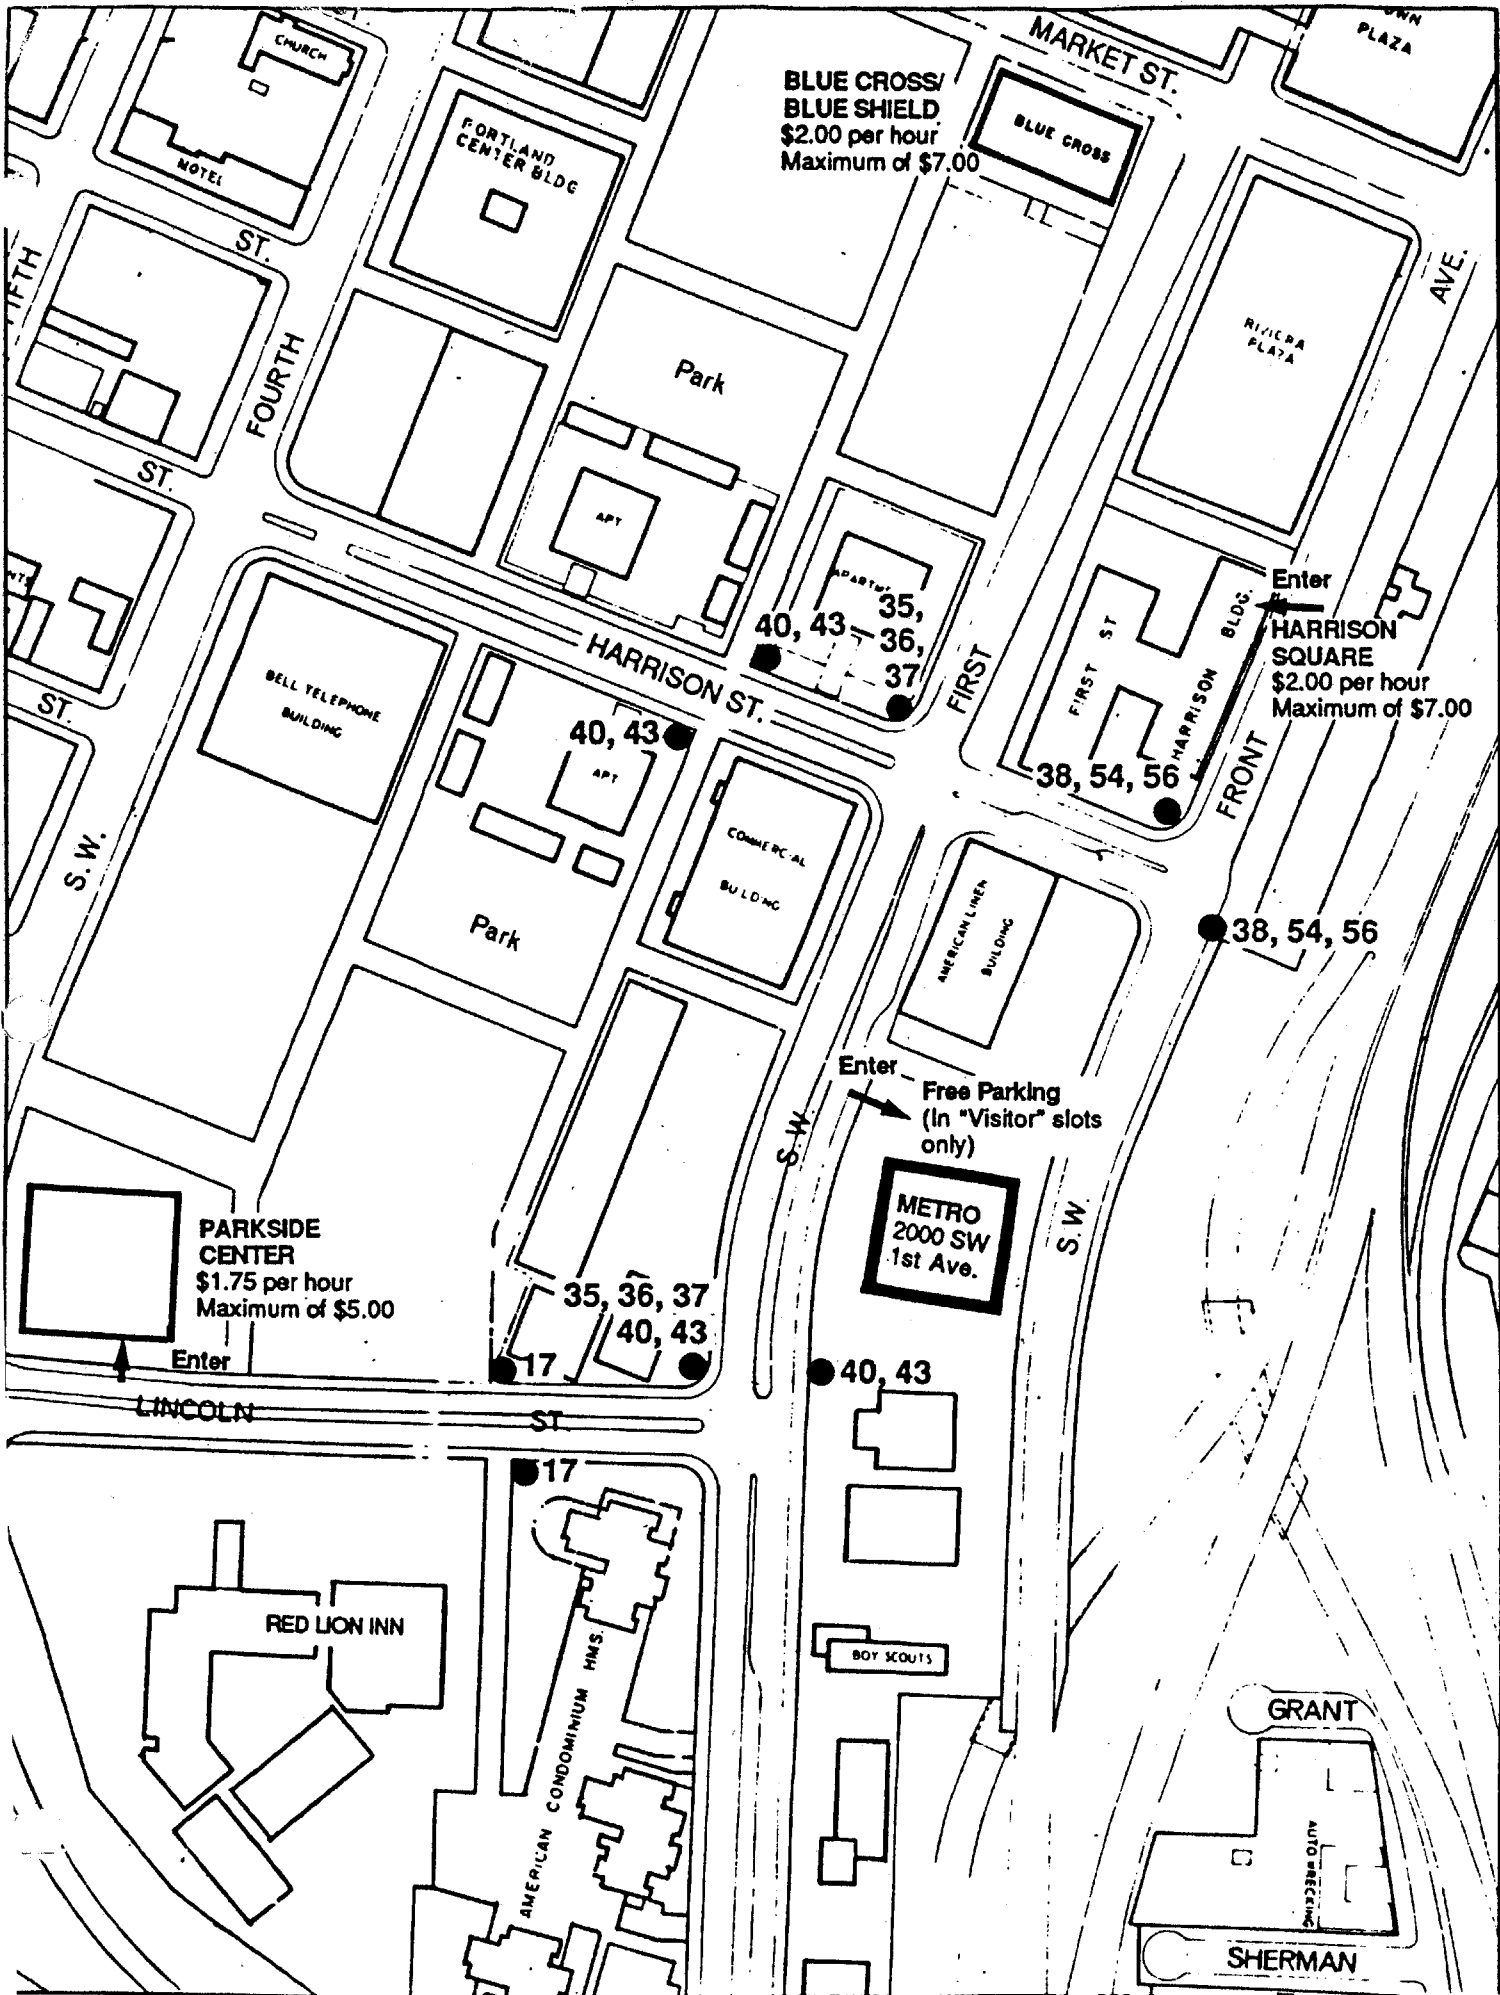 CHURCH
MARKET ST.
PLAZA
BLUE CROSS/
BLUE SHIELD
$2.00 per hour
Maximum of $7.00
BLUE CROSS
PORTLAND
CENTER BLDG
MOTEL
ST.
FOURTH
AVE.
RIVIERA
PLAZA
Park
ST.
APT
Enter
HARRISON
SQUARE
$2.00 per hour
Maximum of $7.00
40, 43
35,
36,
37
HARRISON ST.
FIRST
FIRST ST
HARRISON BLDG.
FRONT
BELL TELEPHONE
BUILDING
ST.
40, 43
APT
38, 54, 56
COMMERCIAL
BUILDING
S.W.
Park
AMERICAN LINEN
BUILDING
38, 54, 56
Enter
Free Parking
(In "Visitor" slots
only)
S.W.
METRO
2000 SW
1st Ave.
S.W.
PARKSIDE
CENTER
$1.75 per hour
Maximum of $5.00
Enter
35, 36, 37
40, 43
17
40, 43
LINCOLN ST.
17
RED LION INN
AMERICAN CONDOMINIUM HMS.
BOY SCOUTS
GRANT
AUTO WRECKING
SHERMAN